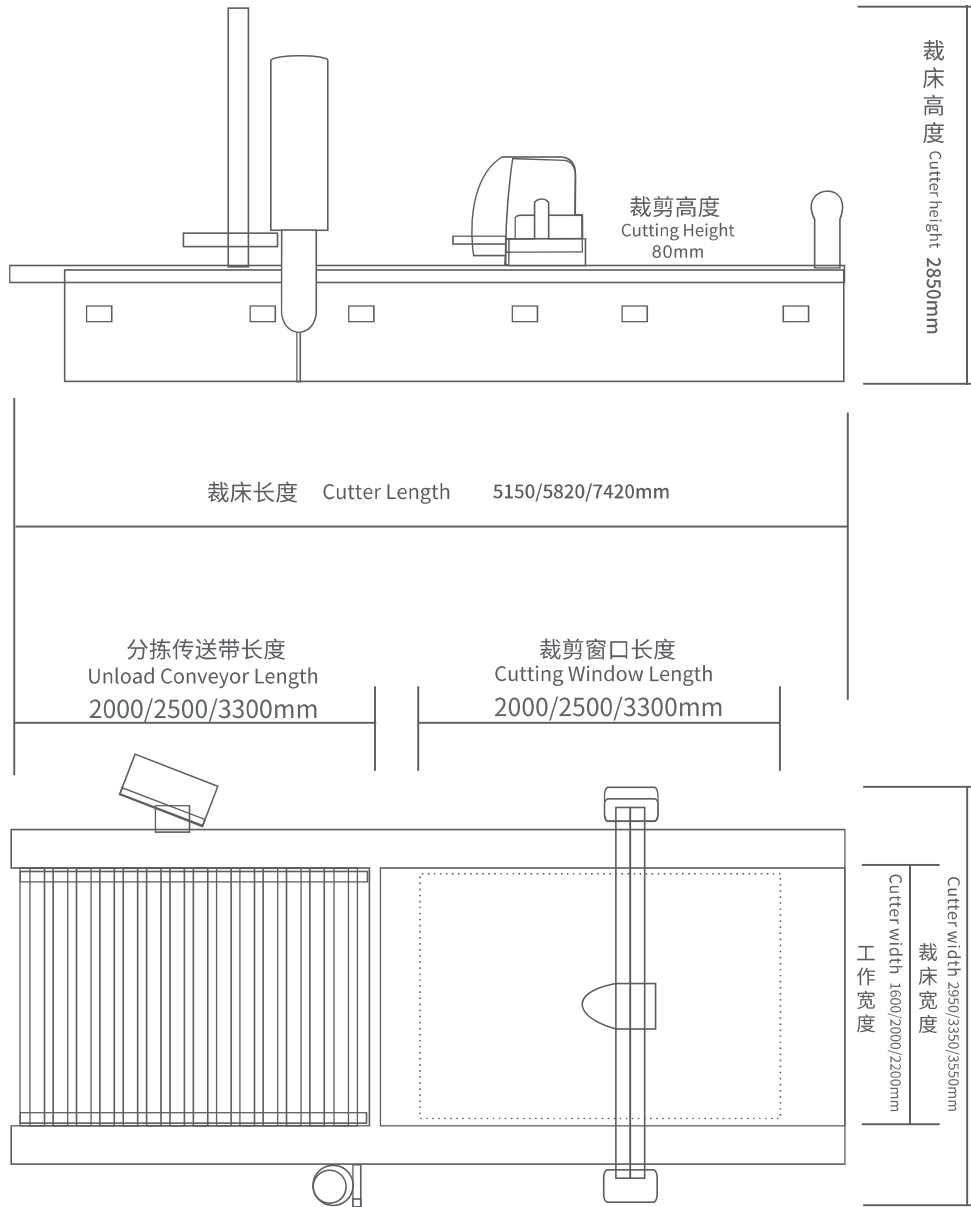 裁床高度 Cutter height 2850mm
裁剪高度
Cutting Height
80mm
裁床长度 Cutter Length 5150/5820/7420mm
分拣传送带长度
Unload Conveyor Length
2000/2500/3300mm
裁剪窗口长度
Cutting Window Length
2000/2500/3300mm
工作宽度
Cutter width 1600/2000/2200mm
裁床宽度
Cutter width 2950/3350/3550mm